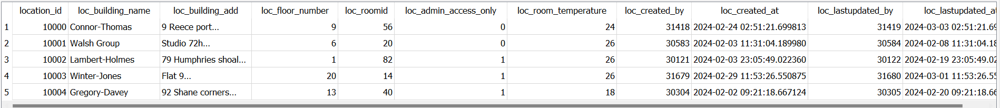 location_id loc_building_name loc_building_add loc_floor_number loc_roomid loc_admin_access_only loc_room_temperature loc_created_by loc_created_at loc_lastupdated_by loc_lastupdated_at
1 10000 Connor-Thomas 9 Reece port... 9 56 0 24 31418 2024-02-24 02:51:21.699813 31419 2024-03-03 02:51:21.69
2 10001 Walsh Group Studio 72h... 6 20 0 26 30583 2024-02-03 11:31:04.189980 30584 2024-02-08 11:31:04.18
3 10002 Lambert-Holmes 79 Humphries shoal... 1 82 1 26 30121 2024-02-03 23:05:49.022360 30122 2024-02-19 23:05:49.02
4 10003 Winter-Jones Flat 9... 20 14 1 26 31679 2024-02-29 11:53:26.550875 31680 2024-03-01 11:53:26.55
5 10004 Gregory-Davey 92 Shane corners... 13 40 1 18 30304 2024-02-02 09:21:18.667124 30305 2024-02-20 09:21:18.66